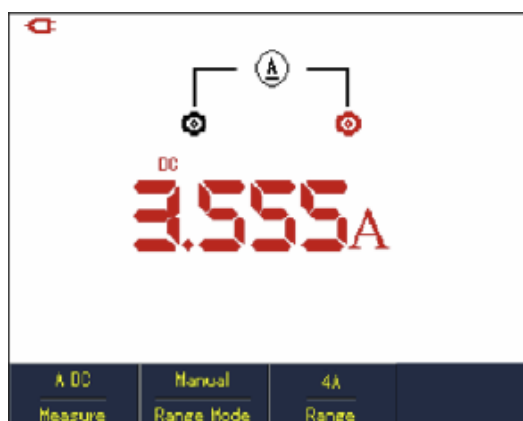 A
DC
3.555A
A DC Manual 4A
Measure Range Mode Range